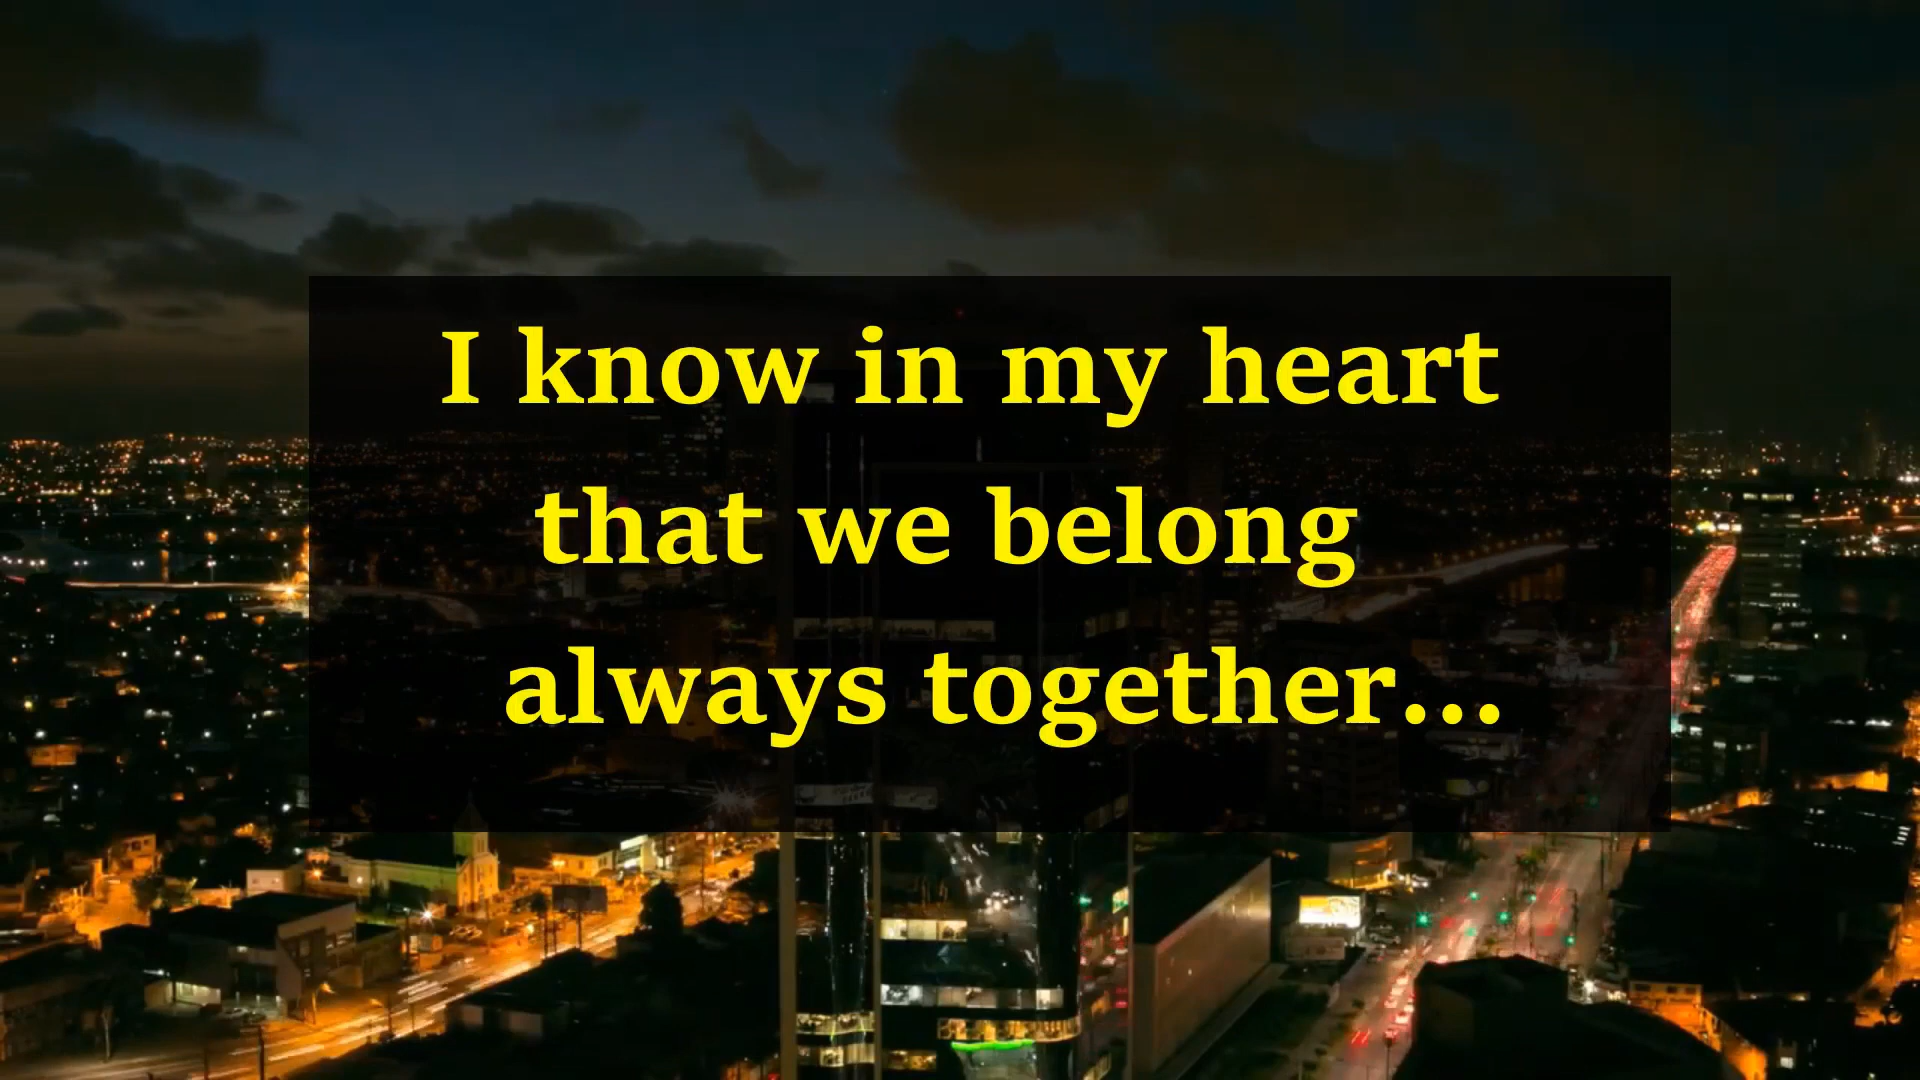 I know in my heart
that we belong
always together...